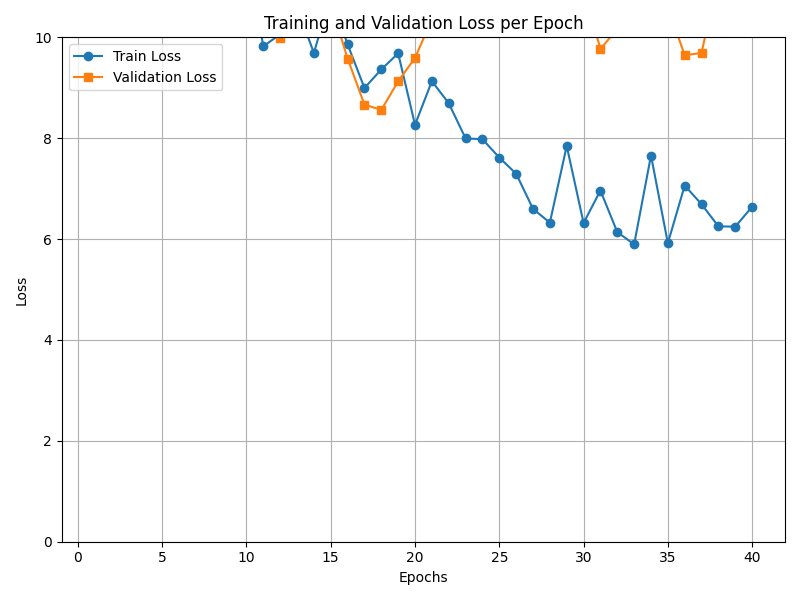 Training and Validation Loss per Epoch
Train Loss
Validation Loss
10
8
6
4
2
0
Loss
0 5 10 15 20 25 30 35 40
Epochs